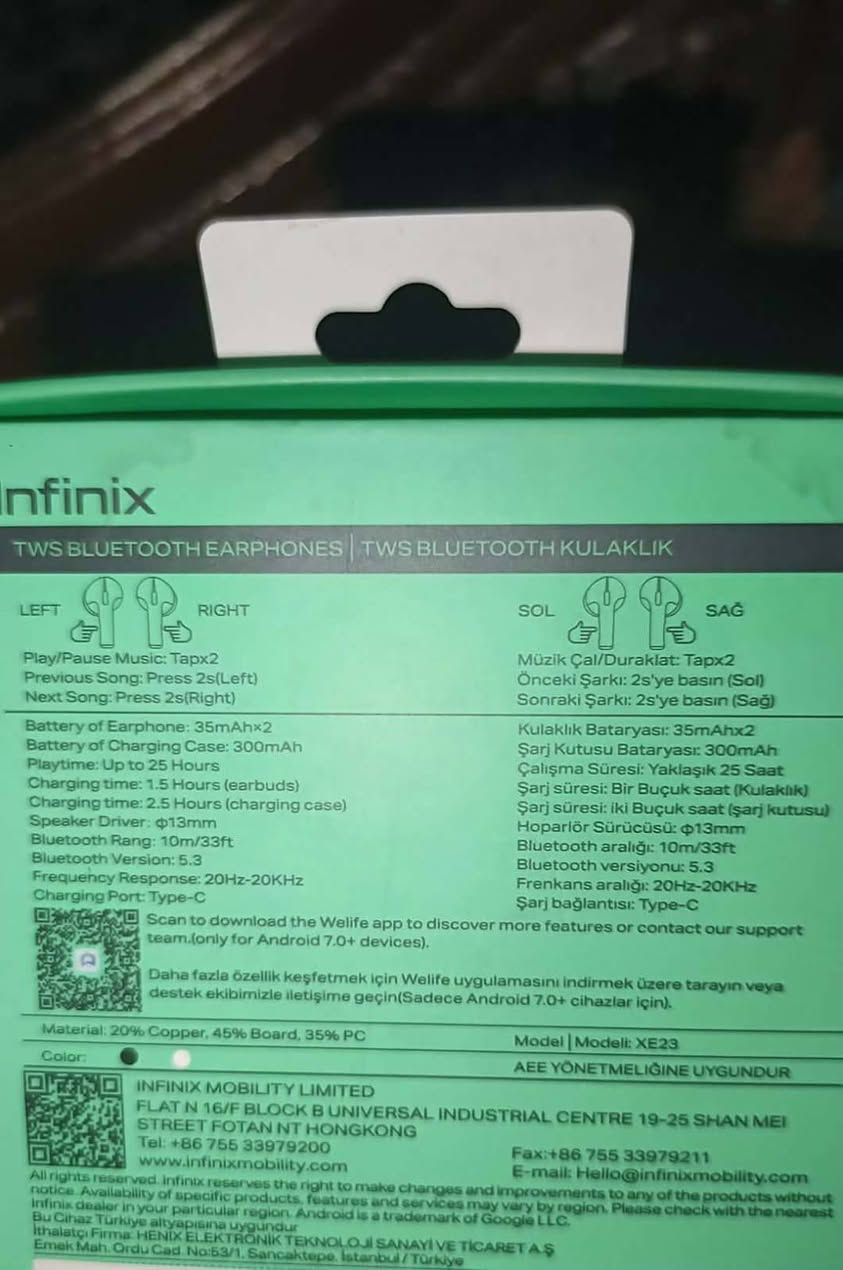 Infinix
TWS BLUETOOTH EARPHONES | TWS BLUETOOTH KULAKLIK
LEFT RIGHT
Play/Pause Music: Tapx2
Previous Song: Press 2s(Left)
Next Song: Press 2s(Right)
SOL SAĞ
Müzik Çal/Duraklat: Tapx2
Önceki Şarkı: 2s'ye basın (Sol)
Sonraki Şarkı: 2s'ye basın (Sağ)
Battery of Earphone: 35mAh×2
Battery of Charging Case: 300mAh
Playtime: Up to 25 Hours
Charging time: 1.5 Hours (earbuds)
Charging time: 2.5 Hours (charging case)
Speaker Driver: φ13mm
Bluetooth Rang: 10m/33ft
Bluetooth Version: 5.3
Frequency Response: 20Hz-20KHz
Charging Port: Type-C
Kulaklık Bataryası: 35mAhx2
Şarj Kutusu Bataryası: 300mAh
Çalışma Süresi: Yaklaşık 25 Saat
Şarj süresi: Bir Buçuk saat (Kulaklık)
Şarj süresi: iki Buçuk saat (şarj kutusu)
Hoparlör Sürücüsü: φ13mm
Bluetooth aralığı: 10m/33ft
Bluetooth versiyonu: 5.3
Frenkans aralığı: 20Hz-20KHz
Şarj bağlantısı: Type-C
Scan to download the Welife app to discover more features or contact our support
team.(only for Android 7.0+ devices).
Daha fazla özellik keşfetmek için Welife uygulamasını indirmek üzere tarayın veya
destek ekibimizle iletişime geçin(Sadece Android 7.0+ cihazlar için).
Material: 20% Copper, 45% Board, 35% PC
Model | Modeli: XE23
Color:
AEE YÖNETMELİĞİNE UYGUNDUR
INFINIX MOBILITY LIMITED
FLAT N 16/F BLOCK B UNIVERSAL INDUSTRIAL CENTRE 19-25 SHAN MEI
STREET FOTAN NT HONGKONG
Tel: +86 755 33979200
Fax:+86 755 33979211
www.infinixmobility.com
E-mail: Hello@infinixmobility.com
All rights reserved. Infinix reserves the right to make changes and improvements to any of the products without
notice. Availability of specific products, features and services may vary by region. Please check with the nearest
Infinix dealer in your particular region. Android is a trademark of Google LLC.
Bu Cihaz Türkiye altyapısına uygundur
İthalatçı Firma: HENIX ELEKTRONİK TEKNOLOJİ SANAYİ VE TİCARET A.Ş
Emek Mah. Ordu Cad. No:53/1, Sancaktepe, İstanbul / Türkiye